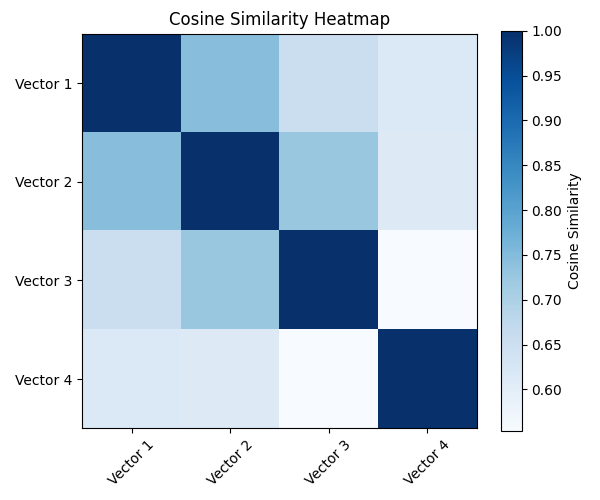 Cosine Similarity Heatmap
Vector 1
Vector 2
Vector 3
Vector 4
Vector 1
Vector 2
Vector 3
Vector 4
1.00
0.95
0.90
0.85
0.80
0.75
0.70
0.65
0.60
Cosine Similarity